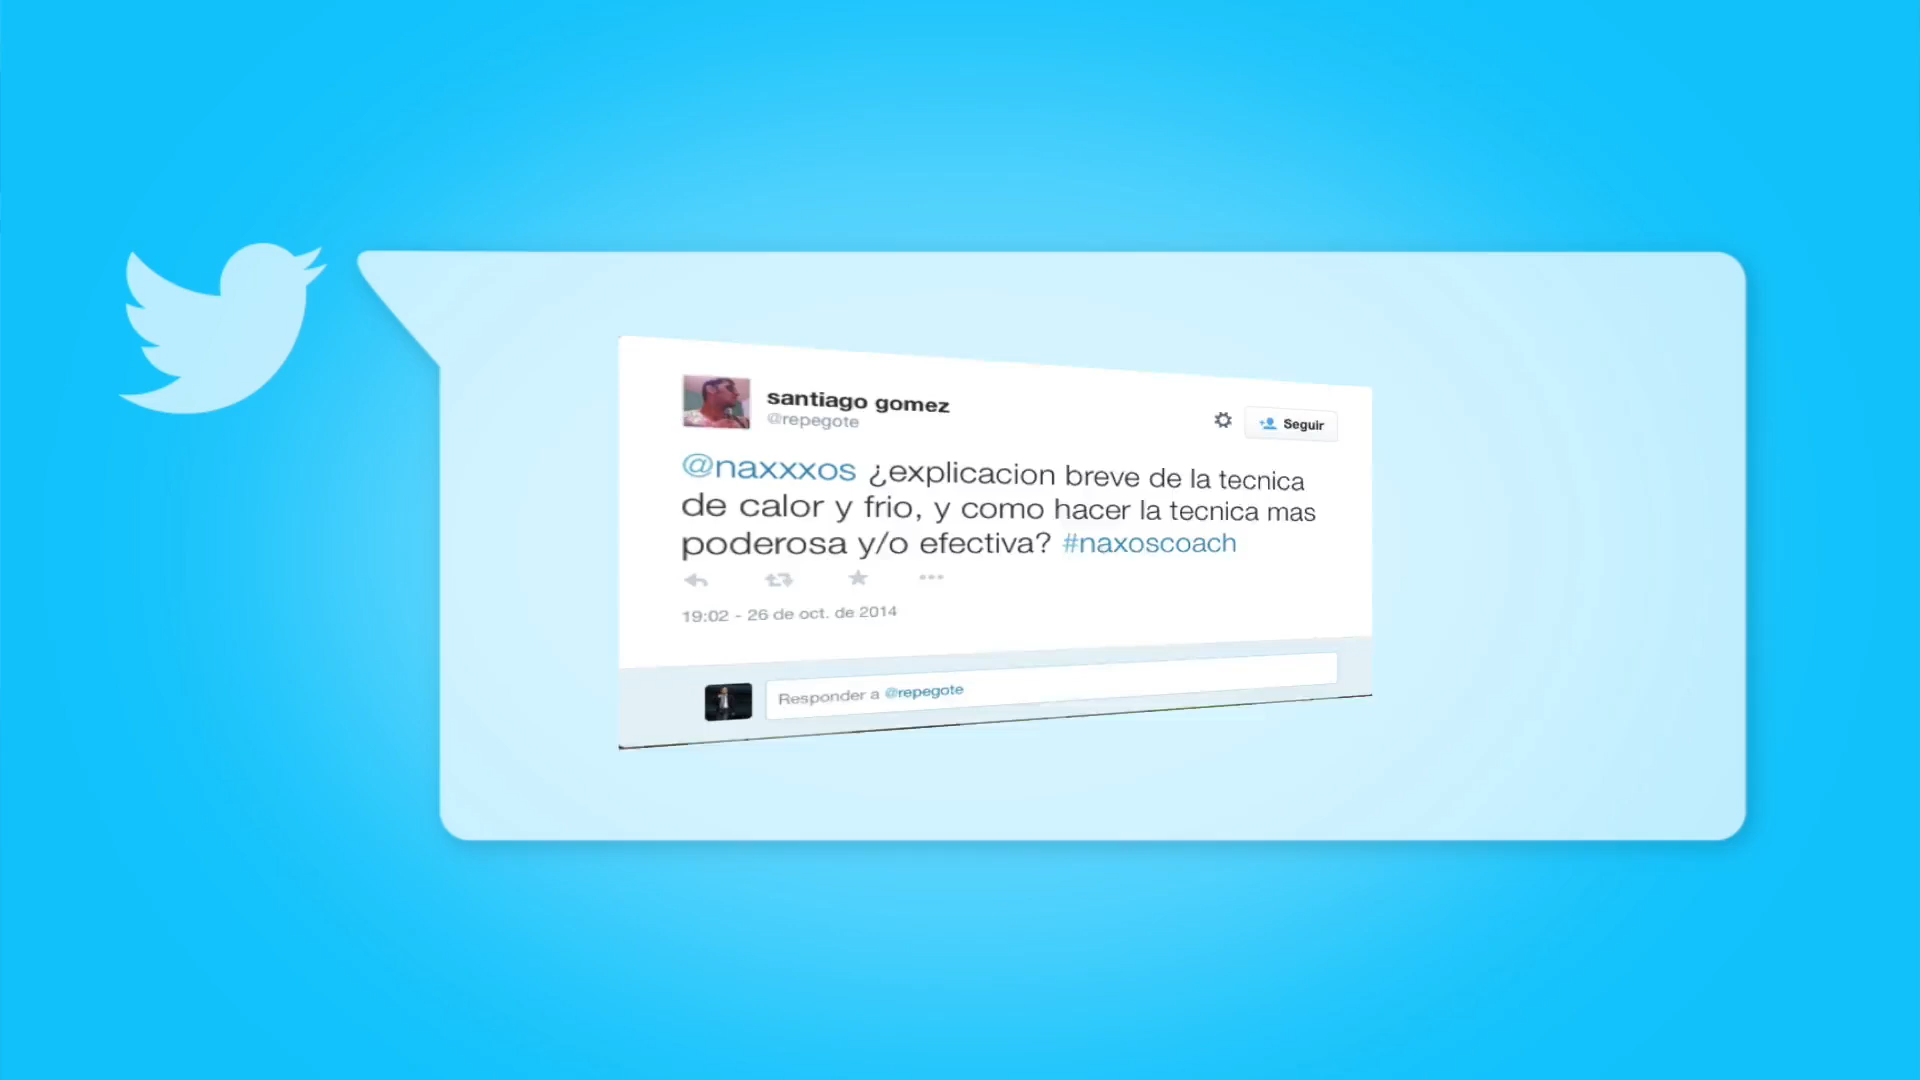 santiago gomez
@repegote
Seguir
@naxxxos ¿explicacion breve de la tecnica
de calor y frio, y como hacer la tecnica mas
poderosa y/o efectiva? #naxoscoach
19:02 - 26 de oct. de 2014
Responder a @repegote